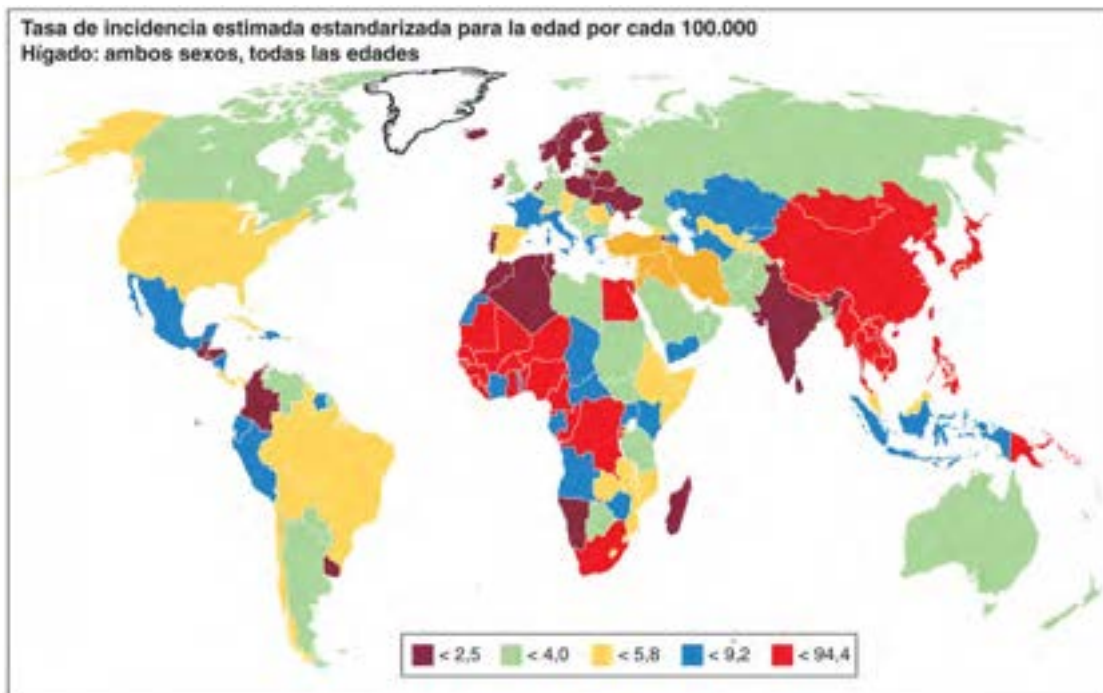 Tasa de incidencia estimada estandarizada para la edad por cada 100.000
Hígado: ambos sexos, todas las edades
< 2,5 < 4,0 < 5,8 < 9,2 < 94,4